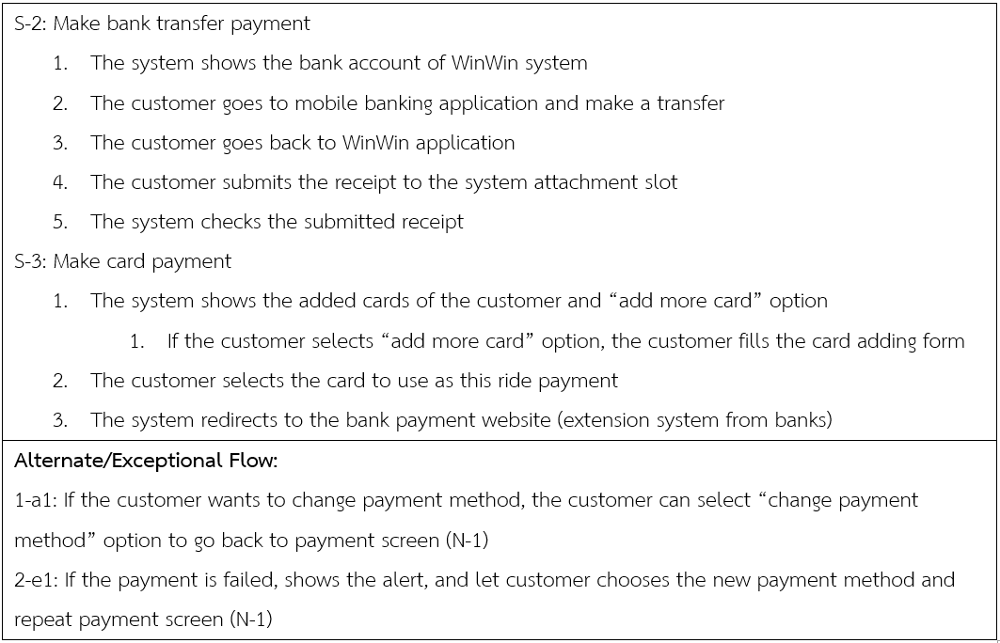 S-2: Make bank transfer payment
1. The system shows the bank account of WinWin system
2. The customer goes to mobile banking application and make a transfer
3. The customer goes back to WinWin application
4. The customer submits the receipt to the system attachment slot
5. The system checks the submitted receipt
S-3: Make card payment
1. The system shows the added cards of the customer and “add more card” option
1. If the customer selects “add more card” option, the customer fills the card adding form
2. The customer selects the card to use as this ride payment
3. The system redirects to the bank payment website (extension system from banks)
Alternate/Exceptional Flow:
1-a1: If the customer wants to change payment method, the customer can select “change payment
method” option to go back to payment screen (N-1)
2-e1: If the payment is failed, shows the alert, and let customer chooses the new payment method and
repeat payment screen (N-1)